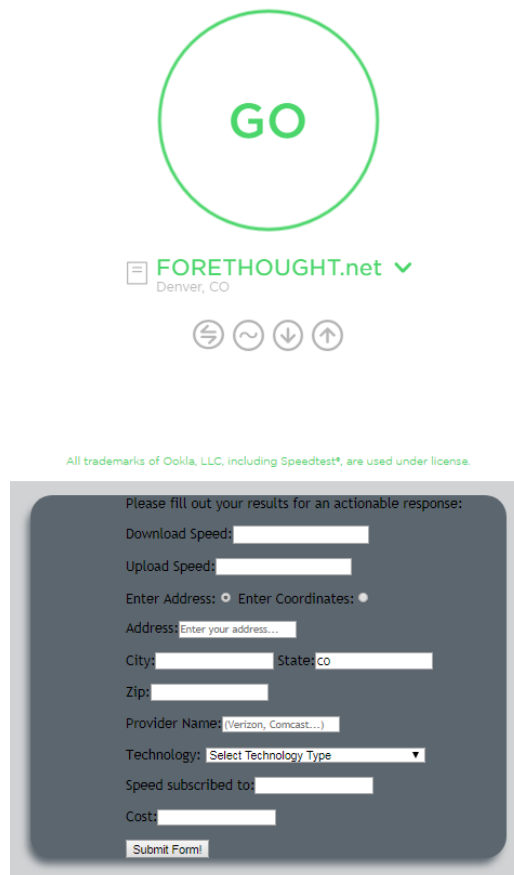 GO
FORETHOUGHT.net
Denver, CO
All trademarks of Ookla, LLC, including Speedtest®, are used under license.
Please fill out your results for an actionable response:
Download Speed:
Upload Speed:
Enter Address: Enter Coordinates:
Address: Enter your address...
City: State: CO
Zip:
Provider Name: (Verizon, Comcast...)
Technology: Select Technology Type
Speed subscribed to:
Cost:
Submit Form!